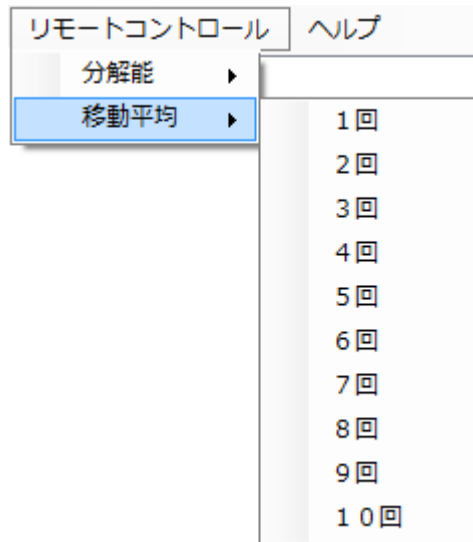 リモートコントロール ヘルプ
分解能
移動平均
1回
2回
3回
4回
5回
6回
7回
8回
9回
10回